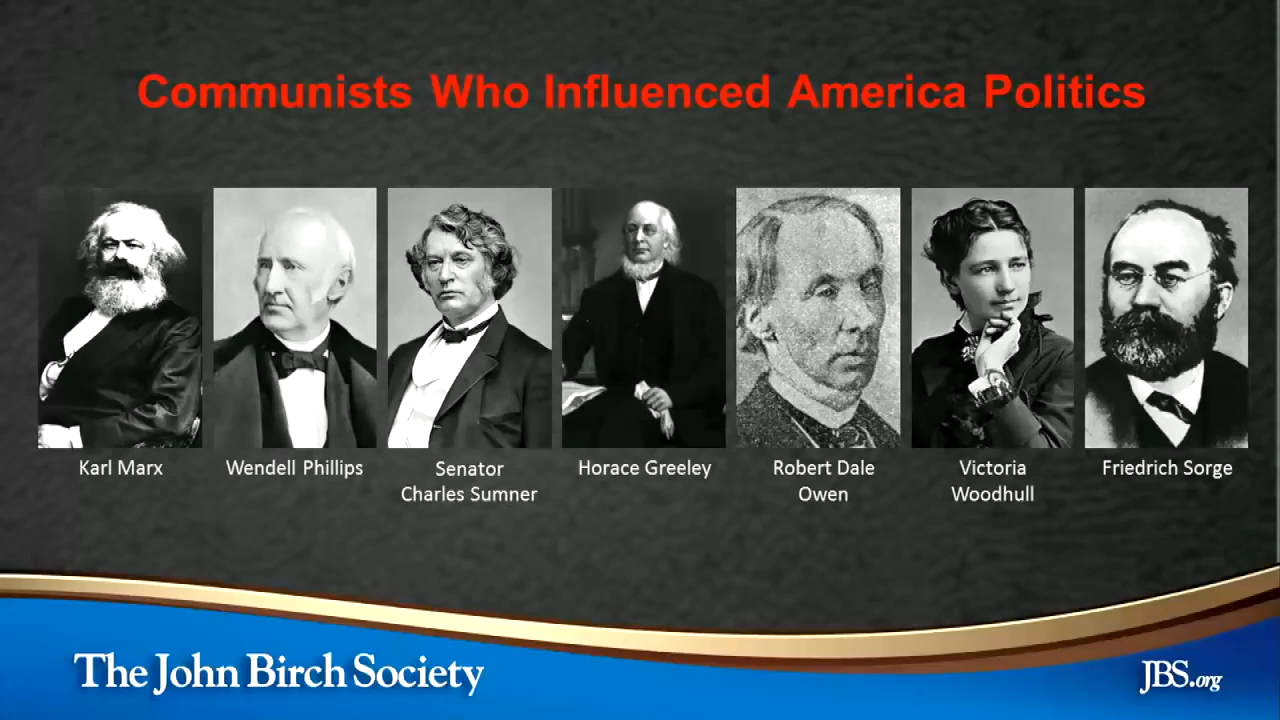 Communists Who Influenced America Politics
Karl Marx
Wendell Phillips
Senator
Charles Sumner
Horace Greeley
Robert Dale
Owen
Victoria
Woodhull
Friedrich Sorge
The John Birch Society
JBS.org